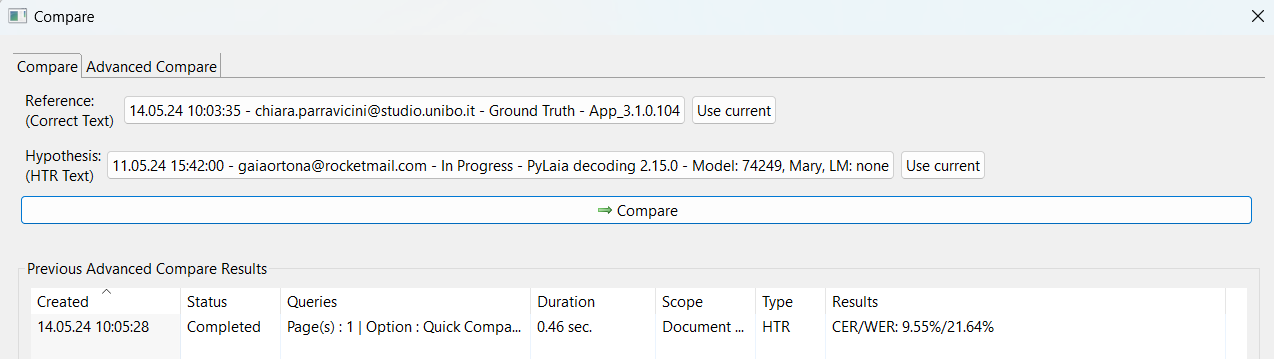 Compare
Compare Advanced Compare
Reference:
(Correct Text)
14.05.24 10:03:35 - chiara.parravicini@studio.unibo.it - Ground Truth - App_3.1.0.104 Use current
Hypothesis:
(HTR Text)
11.05.24 15:42:00 - gaiaortona@rocketmail.com - In Progress - PyLaia decoding 2.15.0 - Model: 74249, Mary, LM: none Use current
Compare
Previous Advanced Compare Results
Created Status Queries Duration Scope Type Results
14.05.24 10:05:28 Completed Page(s) : 1 | Option : Quick Compa... 0.46 sec. Document ... HTR CER/WER: 9.55%/21.64%